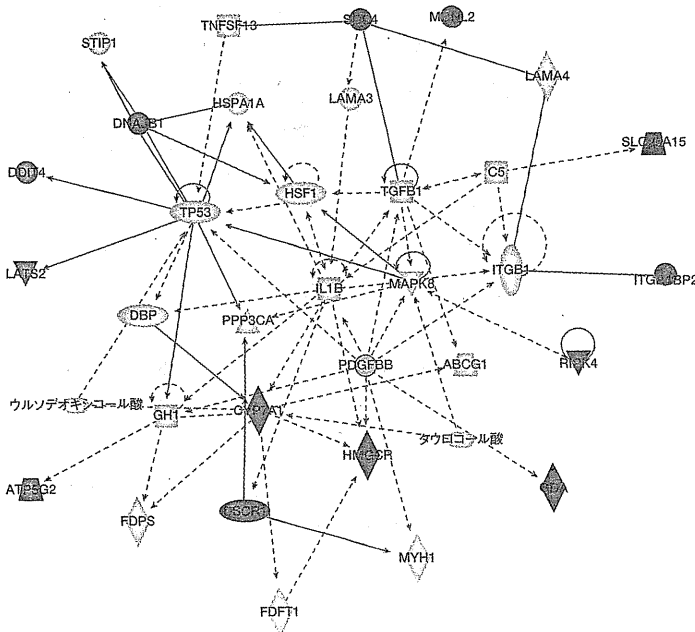 TNFSF13
STIP1
LAMA4
LAMA3
HSPA1A
DDIT4
C5
HSF1
TGFB1
TP53
LATS2
ITGB1
IL1B
MAPK8
DBP
PPP3CA
PDGFBB
ABCG1
RIPK4
ウルソデオキシコール酸
GH1
CYP7A1
タウロコール酸
HMGCR
ATP5G2
FDPS
MYH1
FDFT1